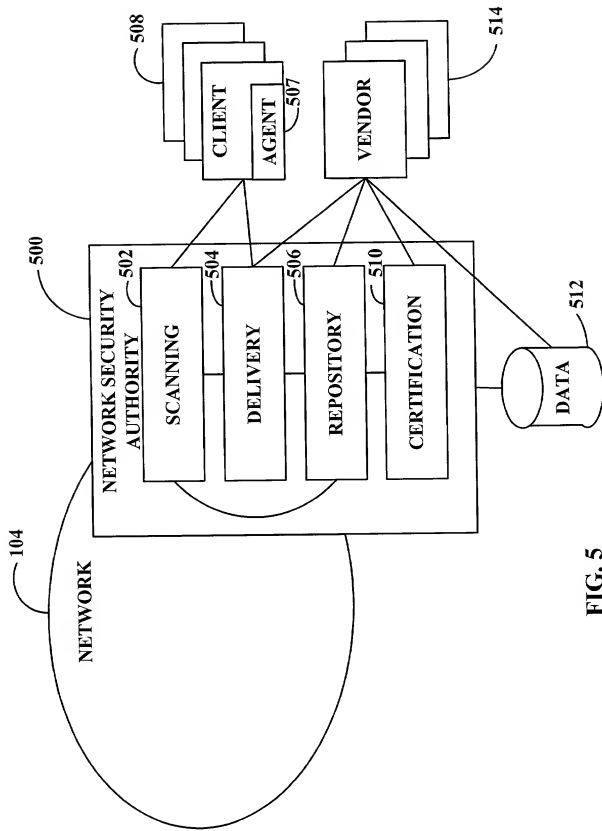 508
CLIENT
AGENT
507
VENDOR
514
500
NETWORK SECURITY
AUTHORITY
502
SCANNING
504
DELIVERY
506
REPOSITORY
510
CERTIFICATION
512
DATA
104
NETWORK
FIG. 5